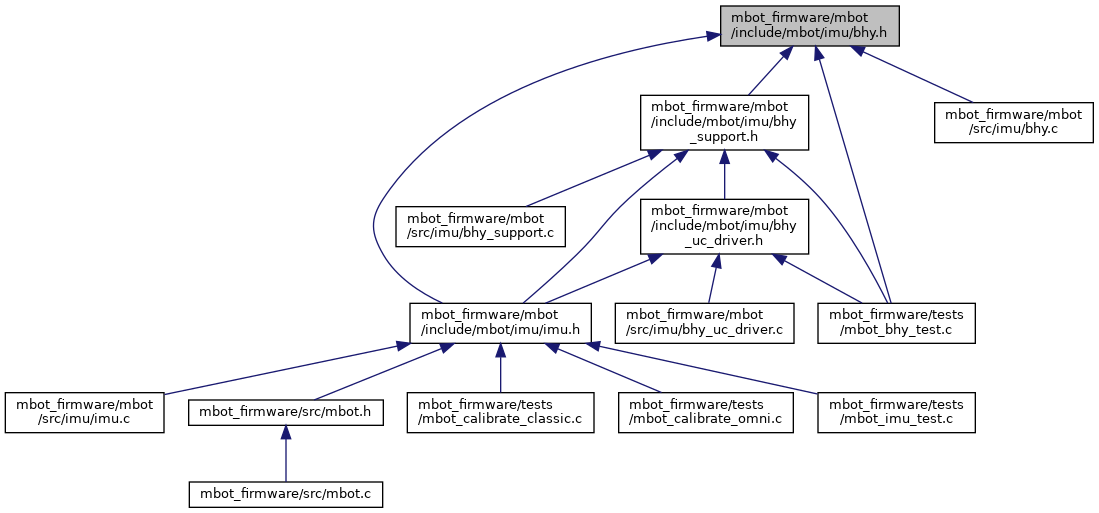 mbot_firmware/mbot
/include/mbot/imu/bhy.h
mbot_firmware/mbot
/include/mbot/imu/bhy
_support.h
mbot_firmware/mbot
/src/imu/bhy.c
mbot_firmware/mbot
/src/imu/bhy_support.c
mbot_firmware/mbot
/include/mbot/imu/bhy
_uc_driver.h
mbot_firmware/mbot
/include/mbot/imu/imu.h
mbot_firmware/mbot
/src/imu/bhy_uc_driver.c
mbot_firmware/tests
/mbot_bhy_test.c
mbot_firmware/mbot
/src/imu/imu.c
mbot_firmware/src/mbot.h
mbot_firmware/tests
/mbot_calibrate_classic.c
mbot_firmware/tests
/mbot_calibrate_omni.c
mbot_firmware/tests
/mbot_imu_test.c
mbot_firmware/src/mbot.c